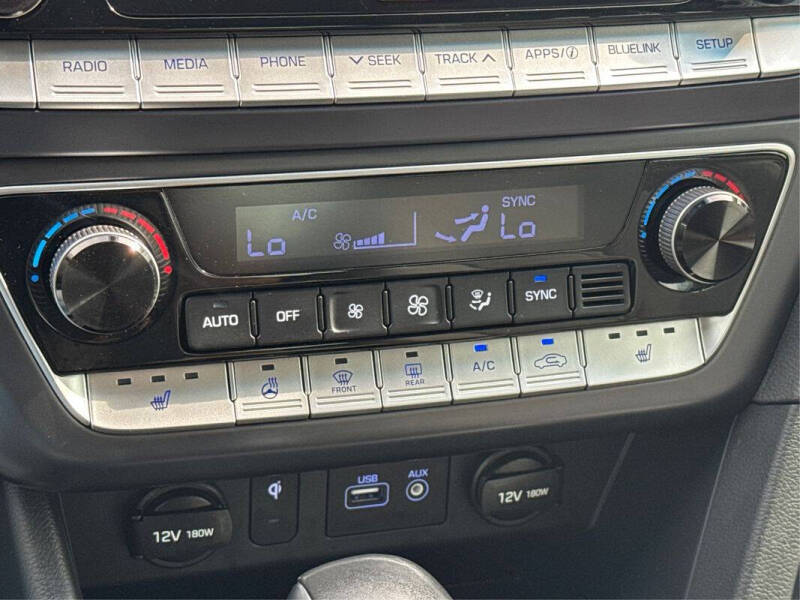 RADIO MEDIA PHONE SEEK TRACK APPS/i BLUELINK SETUP
A/C SYNC
Lo Lo
AUTO OFF SYNC
FRONT REAR A/C
USB AUX
12V 180W 12V 180W